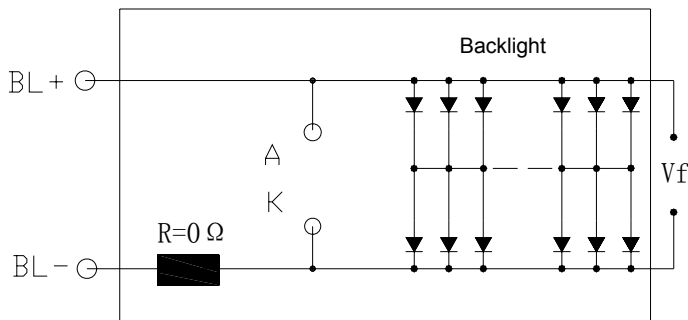 Backlight
BL+
A
Vf
K
R=0 Ω
BL-